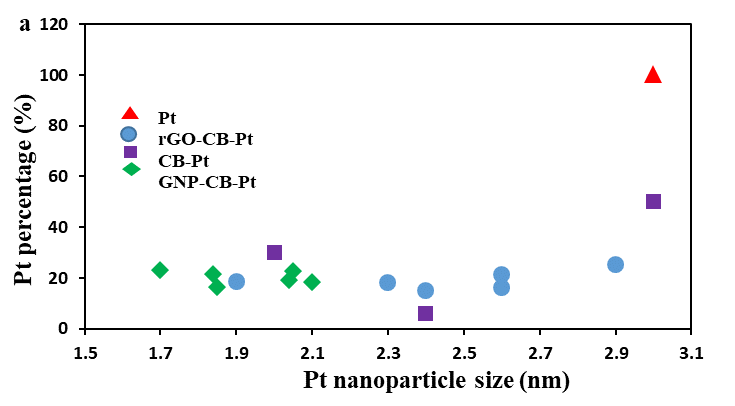 a
120
100
80
60
40
20
0
Pt percentage (%)
Pt
rGO-CB-Pt
CB-Pt
GNP-CB-Pt
1.5 1.7 1.9 2.1 2.3 2.5 2.7 2.9 3.1
Pt nanoparticle size (nm)